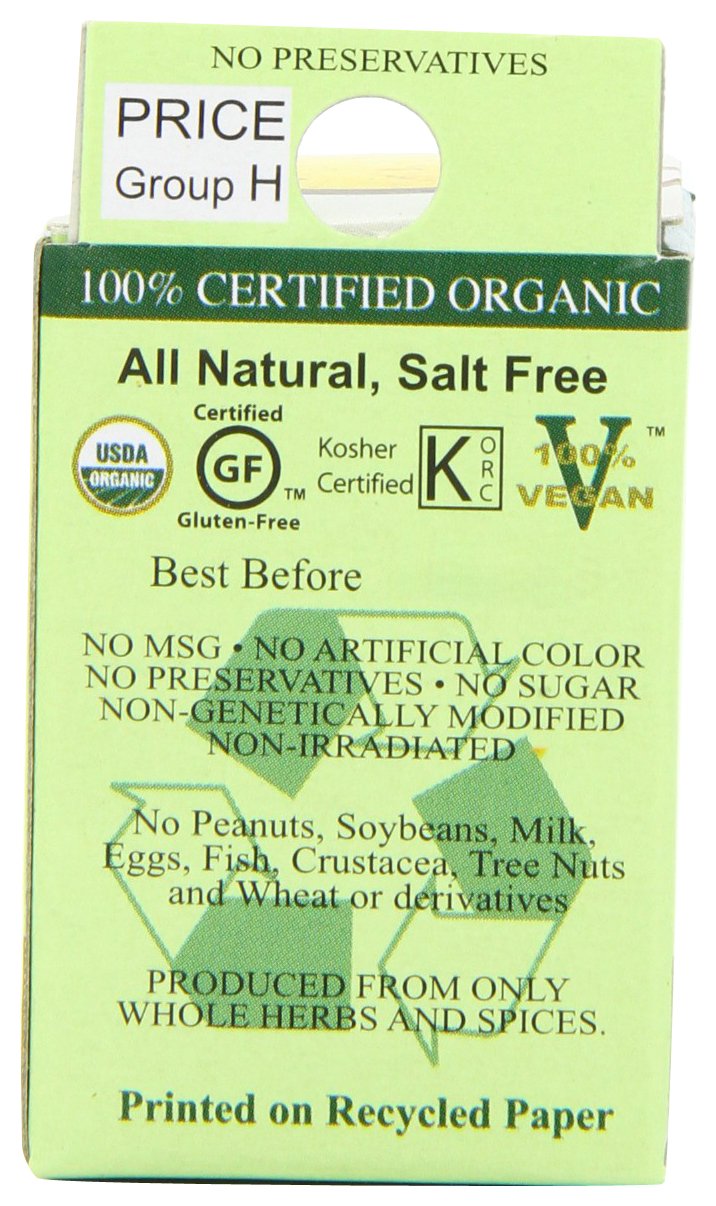 NO PRESERVATIVES
PRICE
Group H
100% CERTIFIED ORGANIC
All Natural, Salt Free
USDA
ORGANIC
Certified
GF
TM
Gluten-Free
Kosher
Certified
K
ORC
V
100%
VEGAN
TM
Best Before
NO MSG • NO ARTIFICIAL COLOR
NO PRESERVATIVES • NO SUGAR
NON-GENETICALLY MODIFIED
NON-IRRADIATED
No Peanuts, Soybeans, Milk,
Eggs, Fish, Crustacea, Tree Nuts
and Wheat or derivatives
PRODUCED FROM ONLY
WHOLE HERBS AND SPICES.
Printed on Recycled Paper